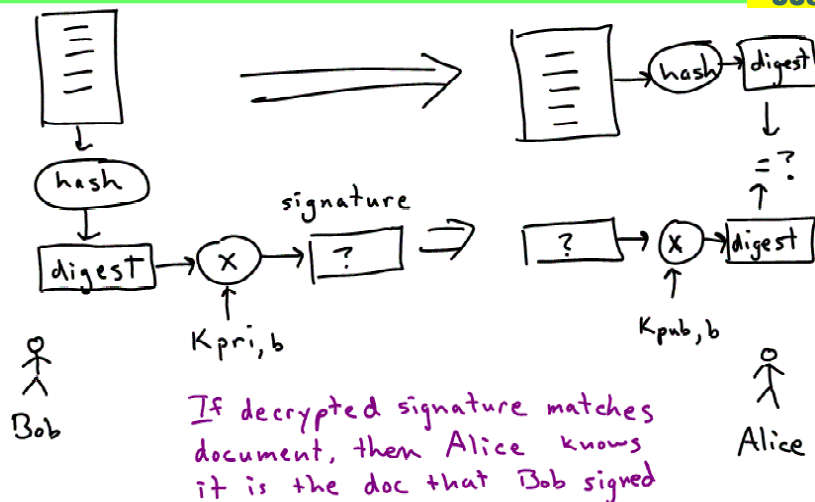 hash
digest
x
signature
?
Kpri,b
Bob
hash
digest
= ?
?
x
digest
Kpub,b
Alice
If decrypted signature matches
document, then Alice knows
it is the doc that Bob signed